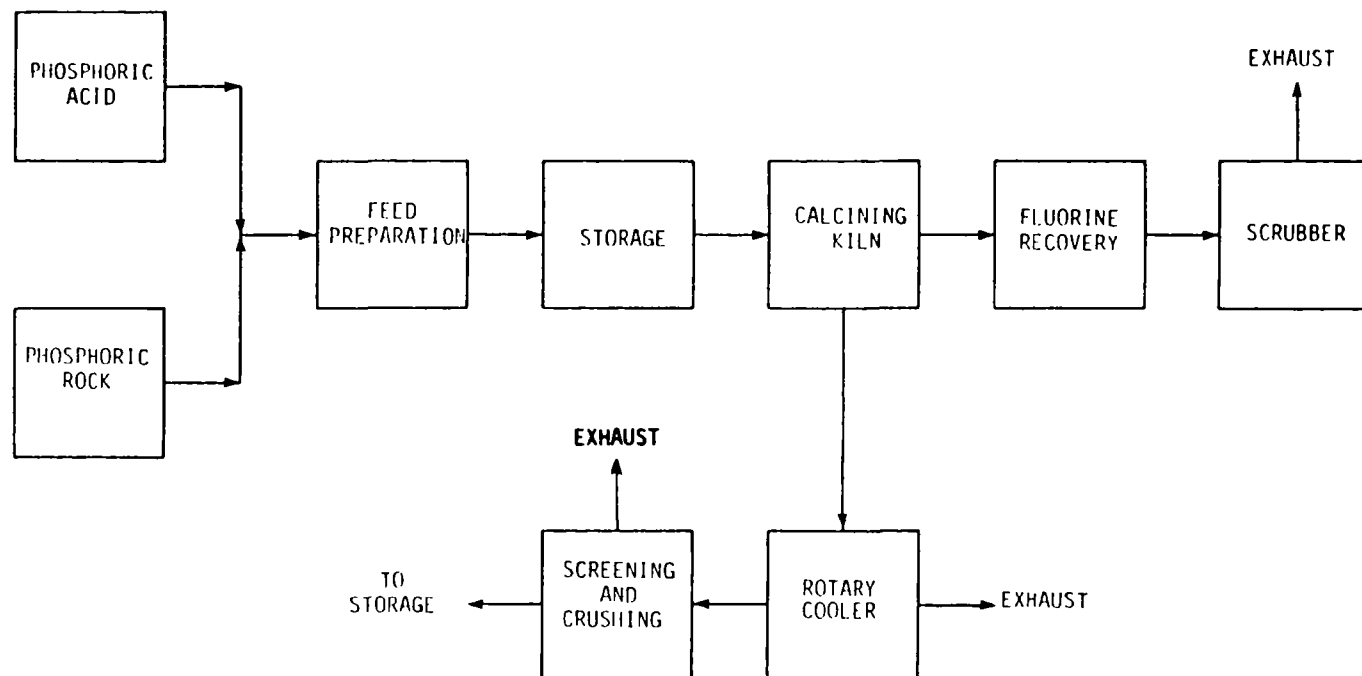 PHOSPHORIC
ACID
EXHAUST
FEED
PREPARATION
STORAGE
CALCINING
KILN
FLUORINE
RECOVERY
SCRUBBER
PHOSPHORIC
ROCK
EXHAUST
TO
STORAGE
SCREENING
AND
CRUSHING
ROTARY
COOLER
EXHAUST